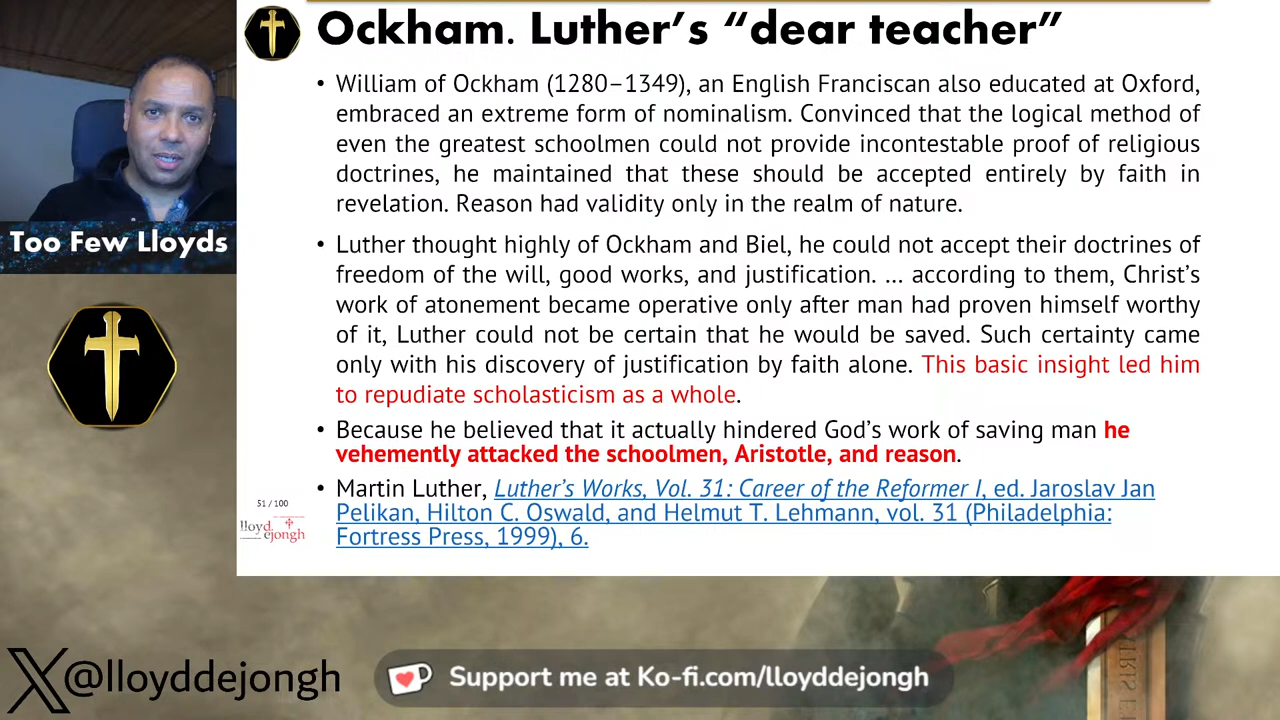 Ockham. Luther's “dear teacher”
• William of Ockham (1280–1349), an English Franciscan also educated at Oxford,
embraced an extreme form of nominalism. Convinced that the logical method of
even the greatest schoolmen could not provide incontestable proof of religious
doctrines, he maintained that these should be accepted entirely by faith in
revelation. Reason had validity only in the realm of nature.
• Luther thought highly of Ockham and Biel, he could not accept their doctrines of
freedom of the will, good works, and justification. … according to them, Christ's
work of atonement became operative only after man had proven himself worthy
of it, Luther could not be certain that he would be saved. Such certainty came
only with his discovery of justification by faith alone. This basic insight led him
to repudiate scholasticism as a whole.
• Because he believed that it actually hindered God's work of saving man he
vehemently attacked the schoolmen, Aristotle, and reason.
• Martin Luther, Luther's Works, Vol. 31: Career of the Reformer I, ed. Jaroslav Jan
Pelikan, Hilton C. Oswald, and Helmut T. Lehmann, vol. 31 (Philadelphia:
Fortress Press, 1999), 6.
51 / 100
lloyd
dejongh
Too Few Lloyds
X@lloyddejongh
Support me at Ko-fi.com/lloyddejongh